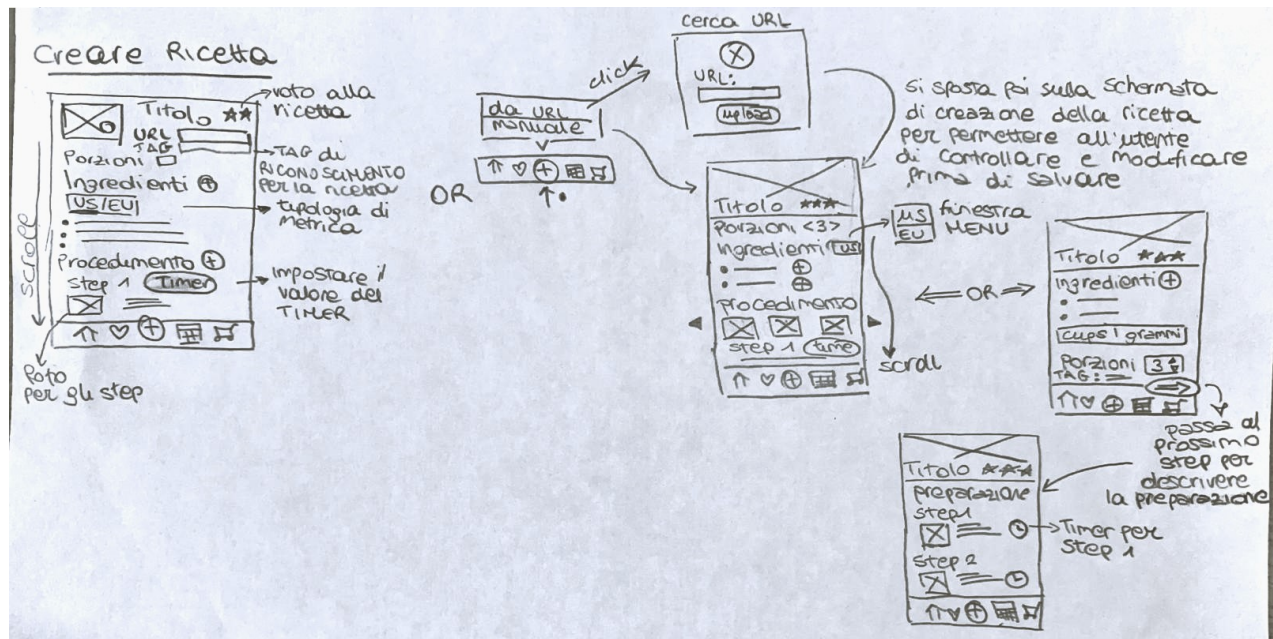 Creare Ricetta
Titolo
voto alla
ricetta
URL
TAG
Porzioni
TAG di
RICONOSCIMENTO
per la ricetta
Ingredienti
US/EU
tipologia di
metrica
Procedimento
Step 1 Timer
impostare il
valore del
TIMER
scroll
Foto
per gli step
OR
da URL
manuale
click
cerca URL
X
URL:
upload
si sposta poi sulla schermata
di creazione della ricetta
per permettere all'utente
di controllare e modificare
prima di salvare
Titolo
Porzioni <3>
Ingredienti US
procedimento
step 1 time
US
EU
finestra
MENU
scroll
OR
Titolo
ingredienti
cups | grammi
Porzioni 3
TAG:
passa al
prossimo
step per
descrivere
la preparazione
Titolo
preparazione
step 1
step 2
Timer per
step 1